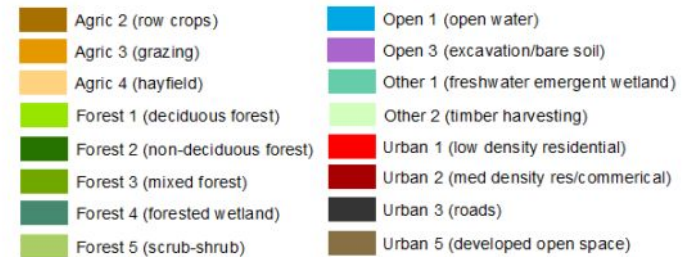 Agric 2 (row crops)
Agric 3 (grazing)
Agric 4 (hayfield)
Forest 1 (deciduous forest)
Forest 2 (non-deciduous forest)
Forest 3 (mixed forest)
Forest 4 (forested wetland)
Forest 5 (scrub-shrub)
Open 1 (open water)
Open 3 (excavation/bare soil)
Other 1 (freshwater emergent wetland)
Other 2 (timber harvesting)
Urban 1 (low density residential)
Urban 2 (med density res/commerical)
Urban 3 (roads)
Urban 5 (developed open space)